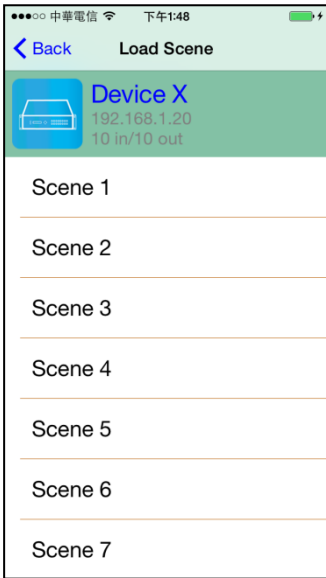 中華電信 下午1:48
Back Load Scene
Device X
192.168.1.20
10 in/10 out
Scene 1
Scene 2
Scene 3
Scene 4
Scene 5
Scene 6
Scene 7